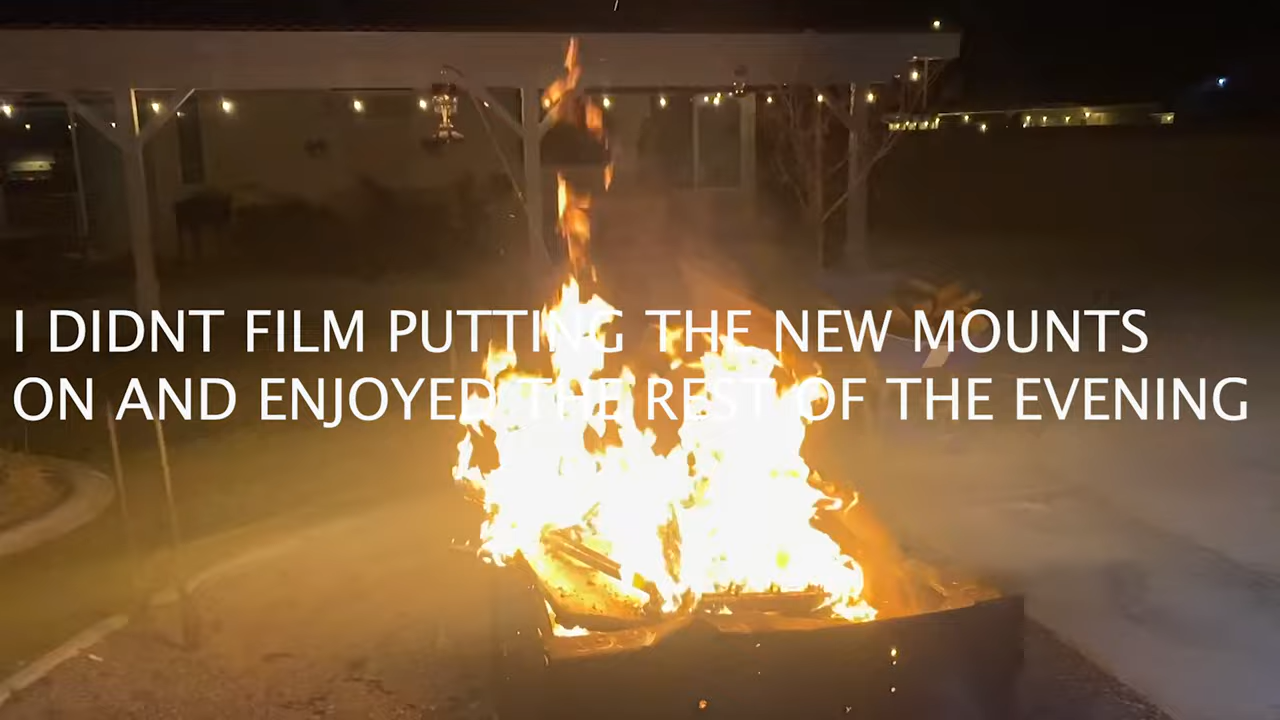 I DIDNT FILM PUTTING THE NEW MOUNTS
ON AND ENJOYED THE REST OF THE EVENING